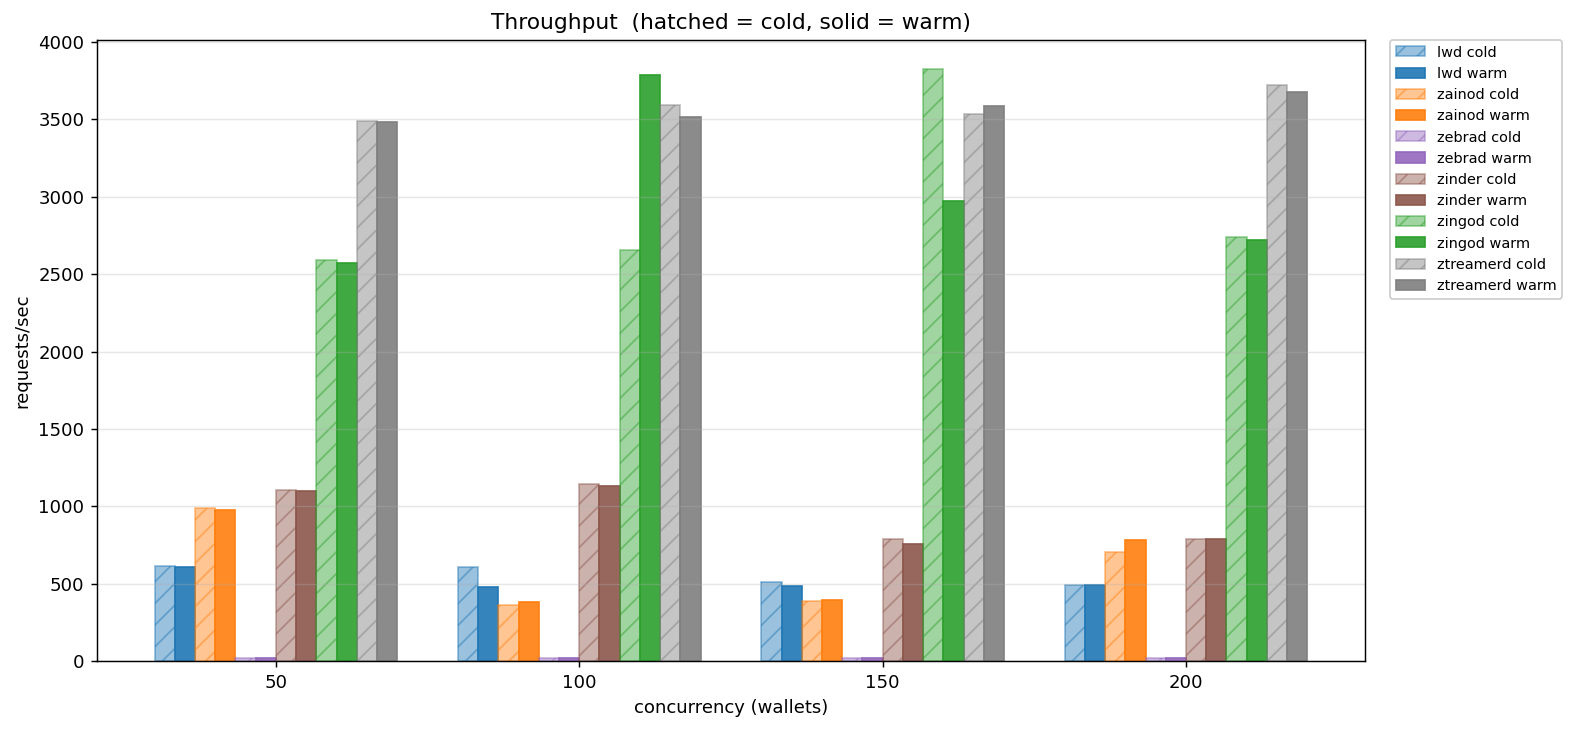 Throughput  (hatched = cold, solid = warm)
4000
3500
3000
2500
2000
1500
1000
500
0
requests/sec
50
100
150
200
concurrency (wallets)
lwd cold
lwd warm
zainod cold
zainod warm
zebrad cold
zebrad warm
zinder cold
zinder warm
zingod cold
zingod warm
ztreamerd cold
ztreamerd warm